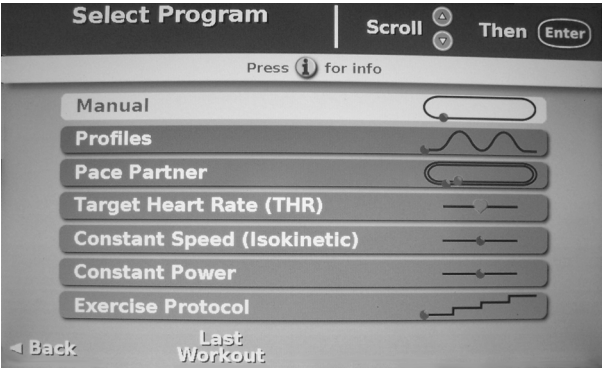 Select Program
Scroll Then Enter
Press i for info
Manual
Profiles
Pace Partner
Target Heart Rate (THR)
Constant Speed (Isokinetic)
Constant Power
Exercise Protocol
Back
Last
Workout